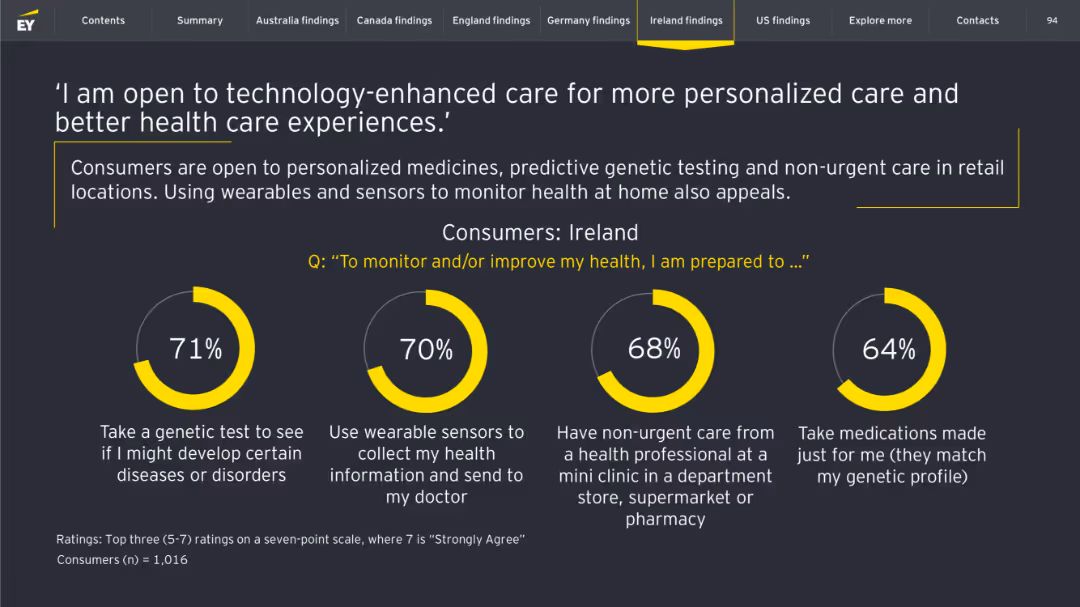 EY
Contents
Summary
Australia findings
Canada findings
England findings
Germany findings
Ireland findings
US findings
Explore more
Contacts
94
‘I am open to technology-enhanced care for more personalized care and
better health care experiences.’
Consumers are open to personalized medicines, predictive genetic testing and non-urgent care in retail
locations. Using wearables and sensors to monitor health at home also appeals.
Consumers: Ireland
Q: “To monitor and/or improve my health, I am prepared to ...”
71%
Take a genetic test to see
if I might develop certain
diseases or disorders
70%
Use wearable sensors to
collect my health
information and send to
my doctor
68%
Have non-urgent care from
a health professional at a
mini clinic in a department
store, supermarket or
pharmacy
64%
Take medications made
just for me (they match
my genetic profile)
Ratings: Top three (5-7) ratings on a seven-point scale, where 7 is “Strongly Agree”
Consumers (n) = 1,016